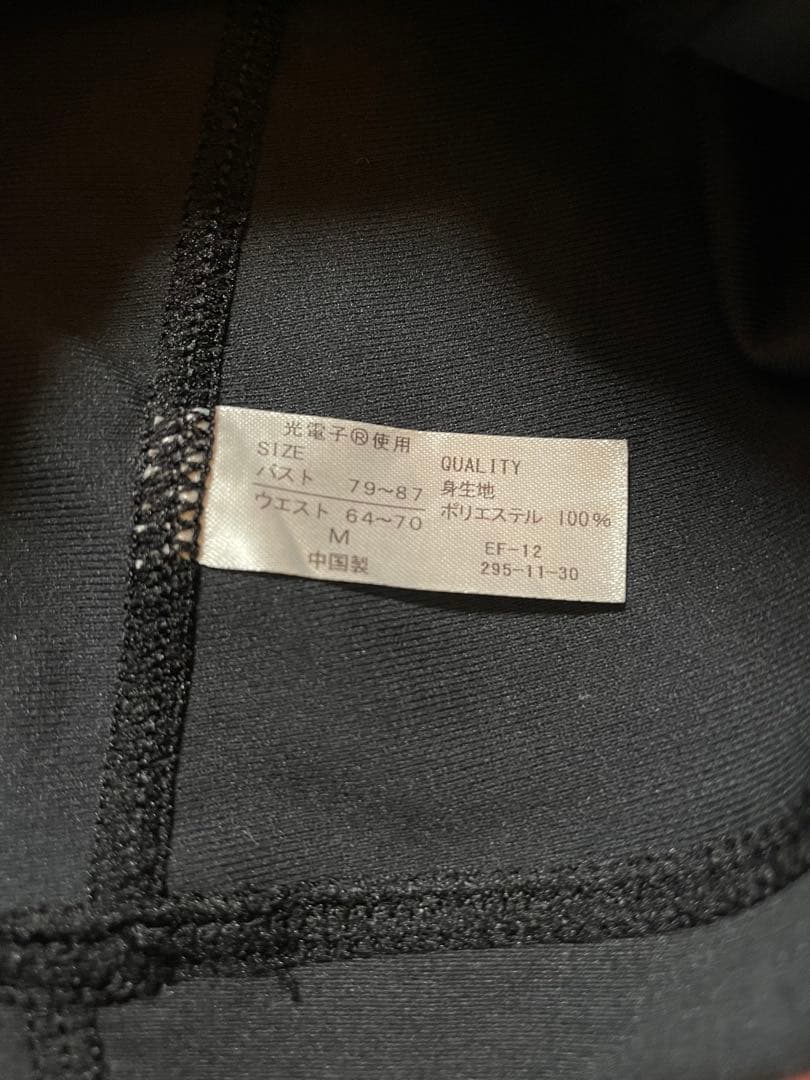 光電子®使用
SIZE
バスト 79~87
ウエスト 64~70
M
中国製
QUALITY
身生地
ポリエステル 100%
EF-12
295-11-30